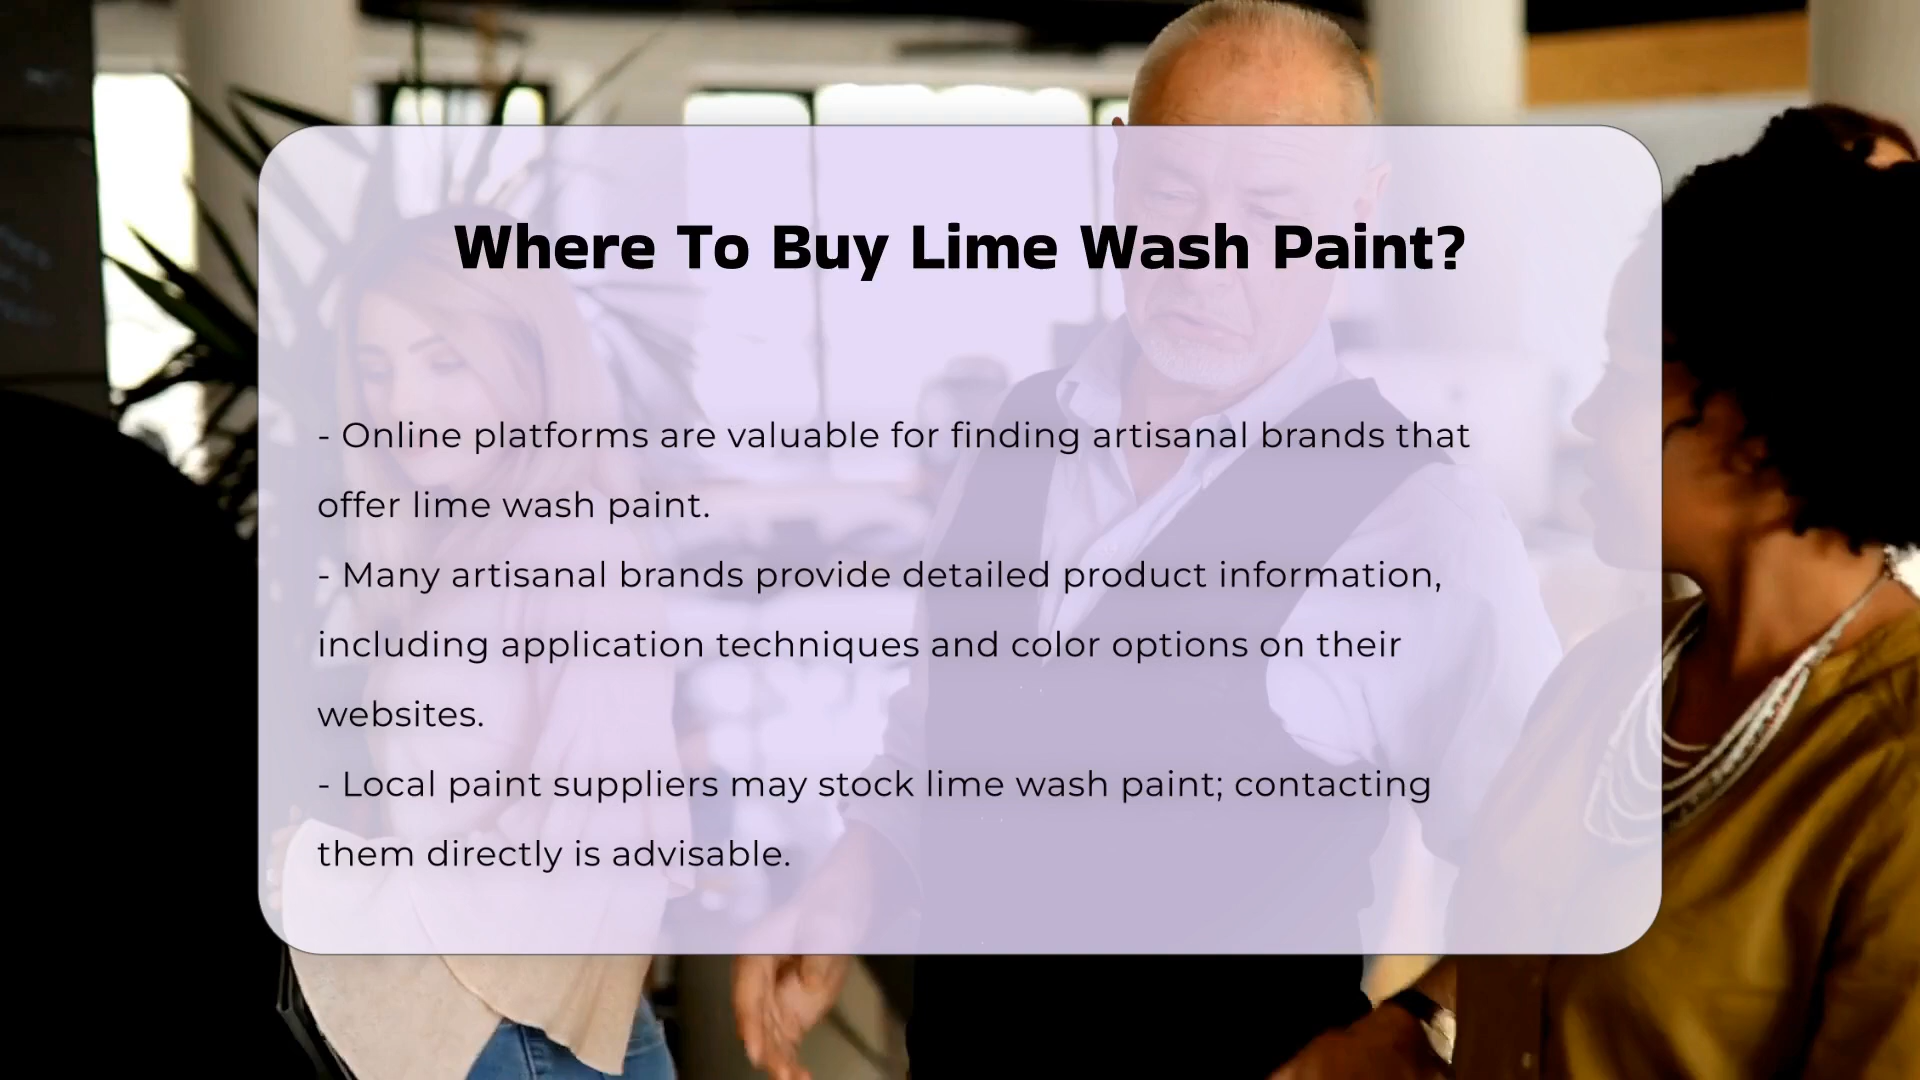 Where To Buy Lime Wash Paint?
- Online platforms are valuable for finding artisanal brands that
offer lime wash paint.
- Many artisanal brands provide detailed product information,
including application techniques and color options on their
websites.
- Local paint suppliers may stock lime wash paint; contacting
them directly is advisable.